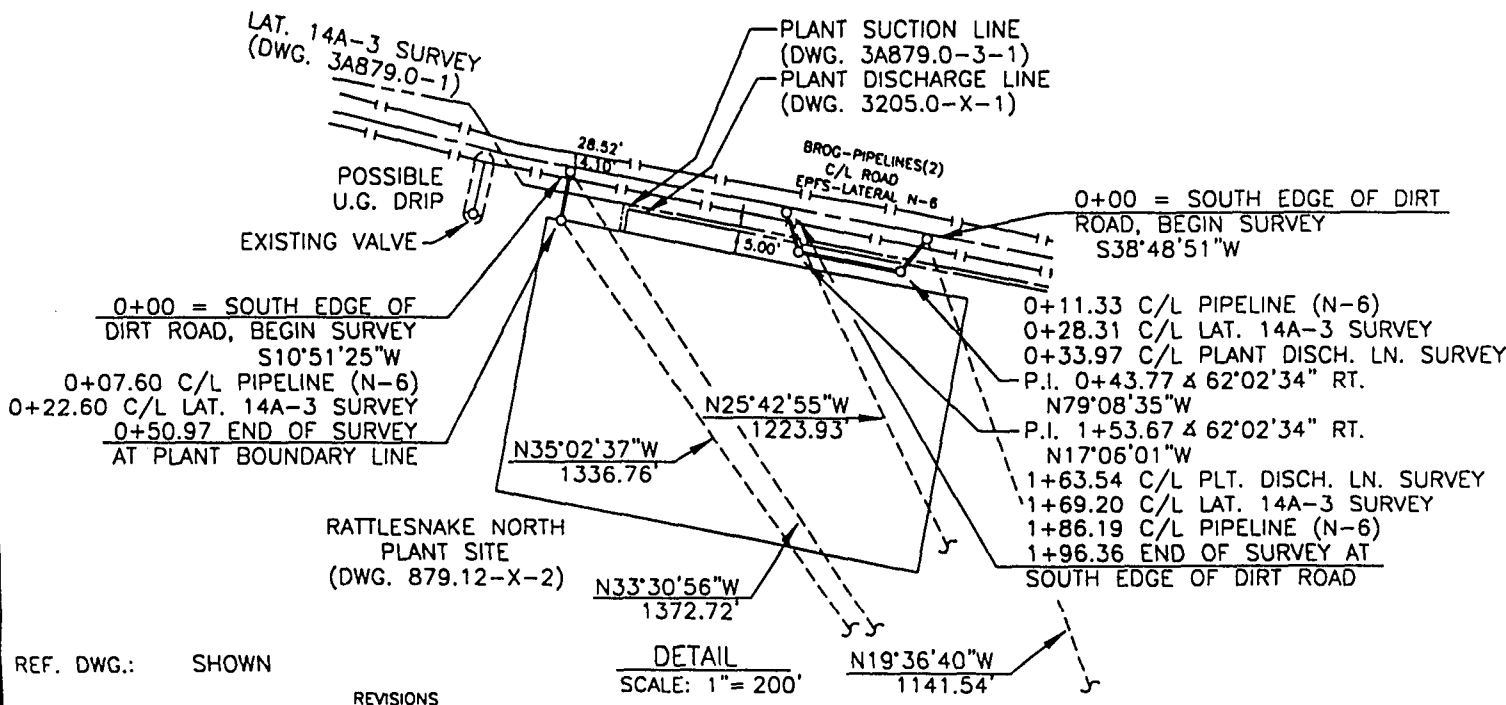 LAT. 14A-3 SURVEY
(DWG. 3A879.0-1)
PLANT SUCTION LINE
(DWG. 3A879.0-3-1)
PLANT DISCHARGE LINE
(DWG. 3205.0-X-1)
28.52'
4.10'
BROG-PIPELINES(2)
C/L ROAD
EPFS-LATERAL N-6
POSSIBLE
U.G. DRIP
EXISTING VALVE
5.00'
0+00 = SOUTH EDGE OF DIRT
ROAD, BEGIN SURVEY
S38°48'51"W
0+11.33 C/L PIPELINE (N-6)
0+28.31 C/L LAT. 14A-3 SURVEY
0+33.97 C/L PLANT DISCH. LN. SURVEY
P.I. 0+43.77 ∡ 62°02'34" RT.
N79°08'35"W
P.I. 1+53.67 ∡ 62°02'34" RT.
N17°06'01"W
1+63.54 C/L PLT. DISCH. LN. SURVEY
1+69.20 C/L LAT. 14A-3 SURVEY
1+86.19 C/L PIPELINE (N-6)
1+96.36 END OF SURVEY AT
SOUTH EDGE OF DIRT ROAD
0+00 = SOUTH EDGE OF
DIRT ROAD, BEGIN SURVEY
S10°51'25"W
0+07.60 C/L PIPELINE (N-6)
0+22.60 C/L LAT. 14A-3 SURVEY
0+50.97 END OF SURVEY
AT PLANT BOUNDARY LINE
N25°42'55"W
1223.93'
N35°02'37"W
1336.76'
RATTLESNAKE NORTH
PLANT SITE
(DWG. 879.12-X-2)
N33°30'56"W
1372.72'
N19°36'40"W
1141.54'
DETAIL
SCALE: 1"= 200'
REF. DWG.: SHOWN
REVISIONS